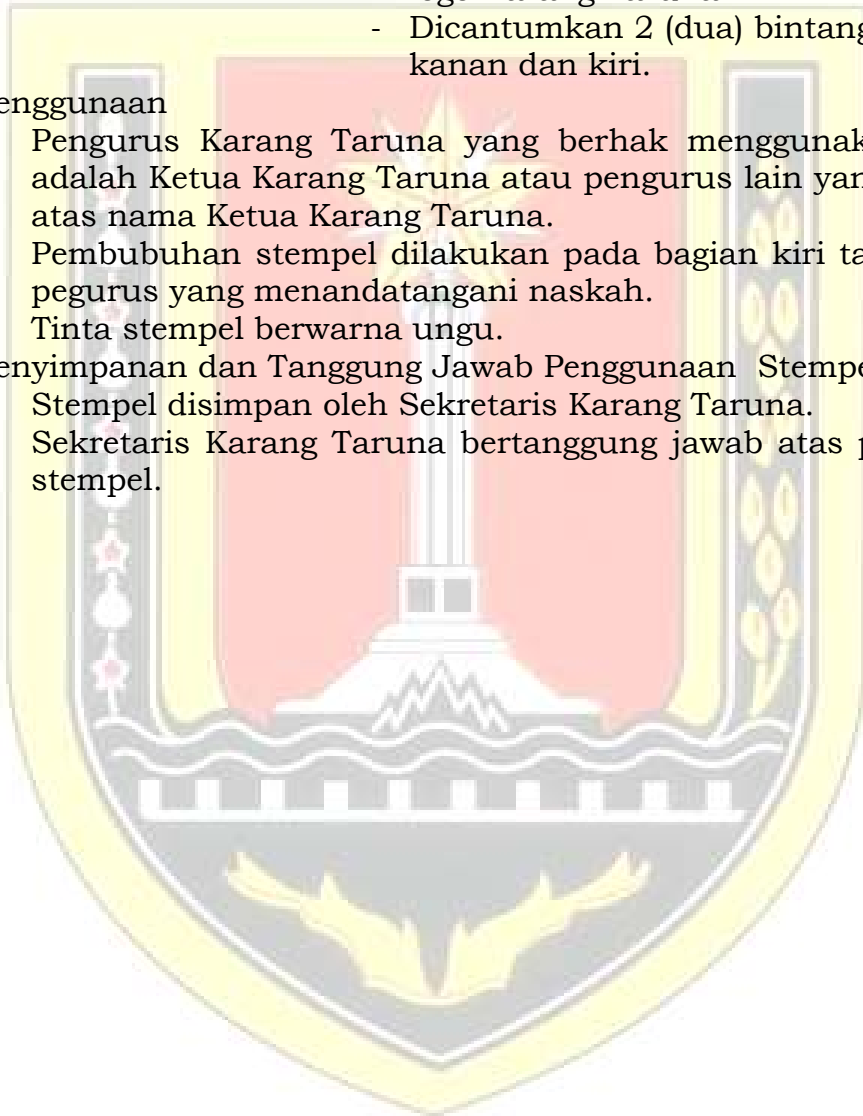 - Dicantumkan 2 (dua) bintang
kanan dan kiri.
enggunaan
Pengurus Karang Taruna yang berhak menggunak
adalah Ketua Karang Taruna atau pengurus lain yan
atas nama Ketua Karang Taruna.
Pembubuhan stempel dilakukan pada bagian kiri ta
pegurus yang menandatangani naskah.
Tinta stempel berwarna ungu.
enyimpanan dan Tanggung Jawab Penggunaan Stempe
Stempel disimpan oleh Sekretaris Karang Taruna.
Sekretaris Karang Taruna bertanggung jawab atas p
stempel.